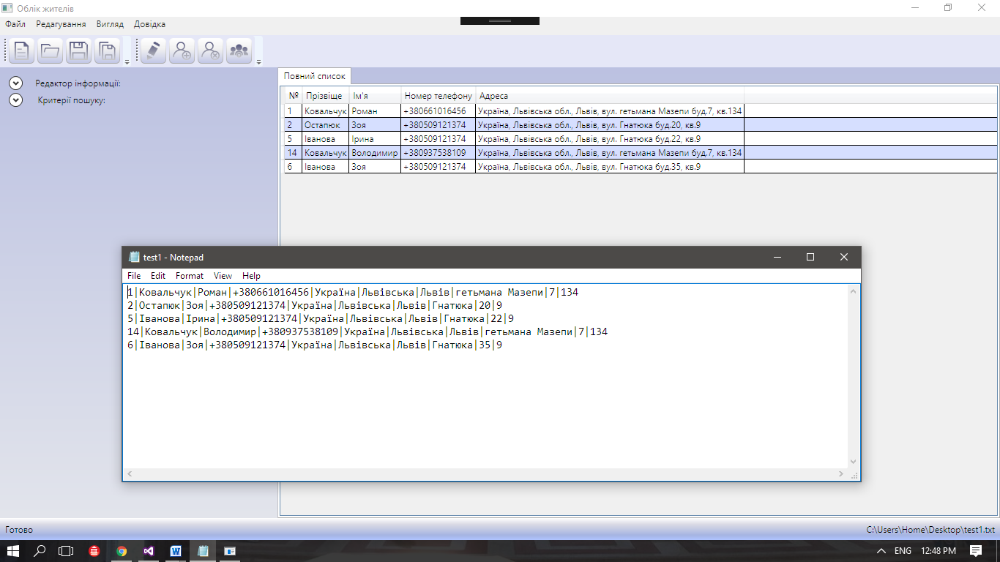 Облік жителів
Файл Редагування Вигляд Довідка
Редактор інформації:
Критерії пошуку:
Повний список
№ Прізвище Ім'я Номер телефону Адреса
1 Ковальчук Роман +380661016456 Україна, Львівська обл., Львів, вул. гетьмана Мазепи буд.7, кв.134
2 Остапюк Зоя +380509121374 Україна, Львівська обл., Львів, вул. Гнатюка буд.20, кв.9
5 Іванова Ірина +380509121374 Україна, Львівська обл., Львів, вул. Гнатюка буд.22, кв.9
14 Ковальчук Володимир +380937538109 Україна, Львівська обл., Львів, вул. гетьмана Мазепи буд.7, кв.134
6 Іванова Зоя +380509121374 Україна, Львівська обл., Львів, вул. Гнатюка буд.35, кв.9
test1 - Notepad
File Edit Format View Help
1|Ковальчук|Роман|+380661016456|Україна|Львівська|Львів|гетьмана Мазепи|7|134
2|Остапюк|Зоя|+380509121374|Україна|Львівська|Львів|Гнатюка|20|9
5|Іванова|Ірина|+380509121374|Україна|Львівська|Львів|Гнатюка|22|9
14|Ковальчук|Володимир|+380937538109|Україна|Львівська|Львів|гетьмана Мазепи|7|134
6|Іванова|Зоя|+380509121374|Україна|Львівська|Львів|Гнатюка|35|9
Готово C:\Users\Home\Desktop\test1.txt
ENG 12:48 PM